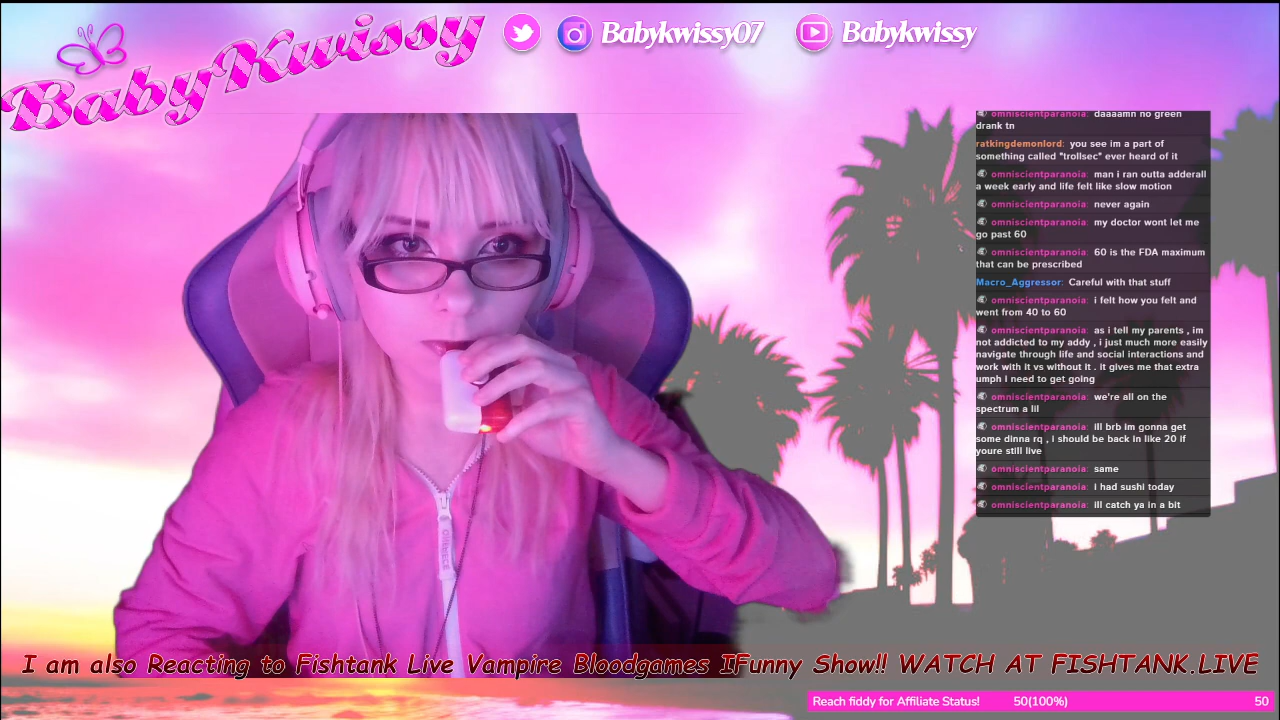 BabyKwissy
Babykwissy07
Babykwissy
omniscientparanoia: daaaamn no green
drank tn
ratkingdemonlord: you see im a part of
something called "trollsec" ever heard of it
omniscientparanoia: man i ran outta adderall
a week early and life felt like slow motion
omniscientparanoia: never again
omniscientparanoia: my doctor wont let me
go past 60
omniscientparanoia: 60 is the FDA maximum
that can be prescribed
Macro_Aggressor: Careful with that stuff
omniscientparanoia: i felt how you felt and
went from 40 to 60
omniscientparanoia: as i tell my parents , im
not addicted to my addy , i just much more easily
navigate through life and social interactions and
work with it vs without it . it gives me that extra
umph i need to get going
omniscientparanoia: we're all on the
spectrum a lil
omniscientparanoia: ill brb im gonna get
some dinna rq , i should be back in like 20 if
youre still live
omniscientparanoia: same
omniscientparanoia: i had sushi today
omniscientparanoia: ill catch ya in a bit
I am also Reacting to Fishtank Live Vampire Bloodgames IFunny Show!! WATCH AT FISHTANK.LIVE
Reach fiddy for Affiliate Status! 50(100%) 50